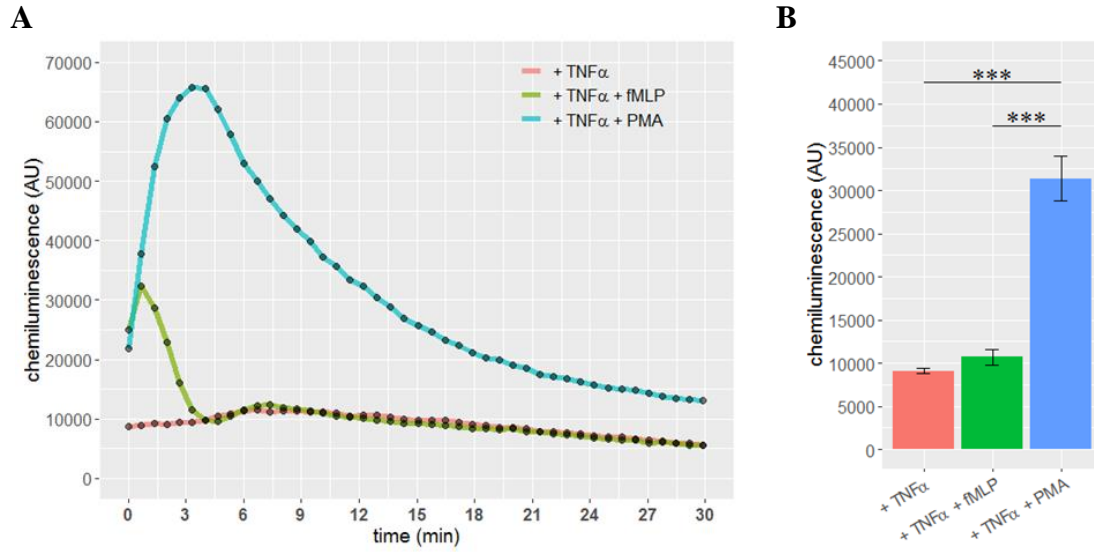 A
chemiluminescence (AU)
70000
60000
50000
40000
30000
20000
10000
0
+ TNFα
+ TNFα + fMLP
+ TNFα + PMA
0 3 6 9 12 15 18 21 24 27 30
time (min)
B
chemiluminescence (AU)
45000
40000
35000
30000
25000
20000
15000
10000
5000
0
***
***
+ TNFα
+ TNFα + fMLP
+ TNFα + PMA